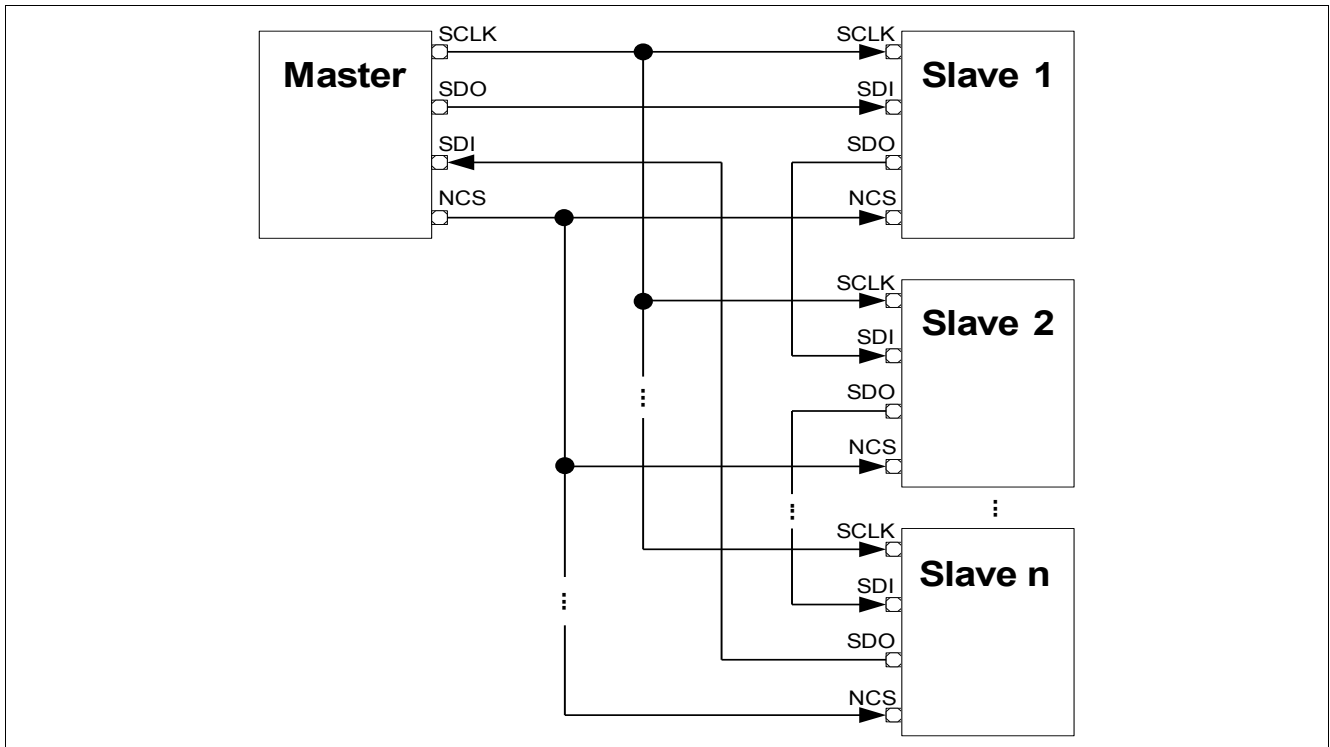 SCLK
SCLK
Master
Slave 1
SDO
SDI
SDI
SDO
NCS
NCS
SCLK
Slave 2
SDI
...
SDO
NCS
...
...
SCLK
Slave n
SDI
...
SDO
NCS